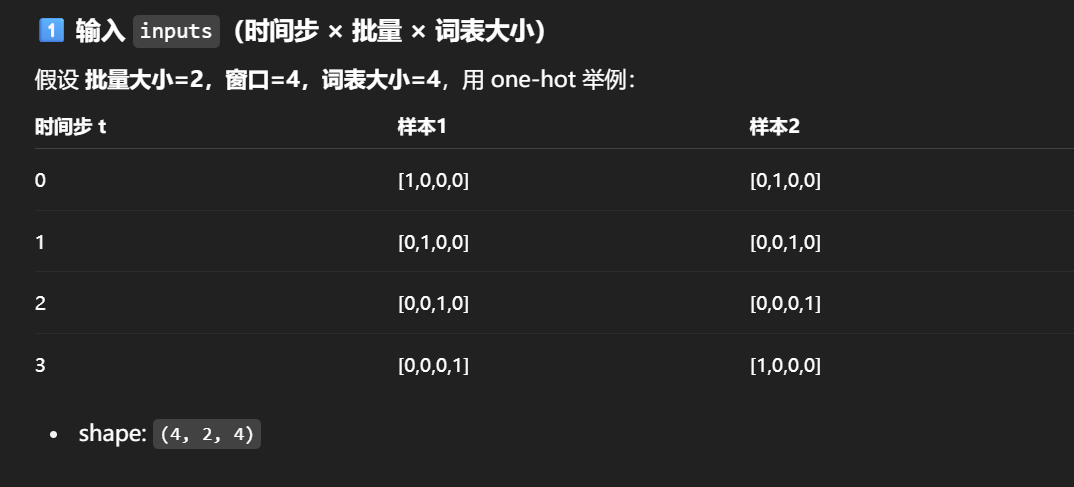 1 输入 inputs（时间步 × 批量 × 词表大小）
假设 批量大小=2，窗口=4，词表大小=4，用 one-hot 举例：
时间步 t 样本1 样本2
0 [1,0,0,0] [0,1,0,0]
1 [0,1,0,0] [0,0,1,0]
2 [0,0,1,0] [0,0,0,1]
3 [0,0,0,1] [1,0,0,0]
• shape: (4, 2, 4)